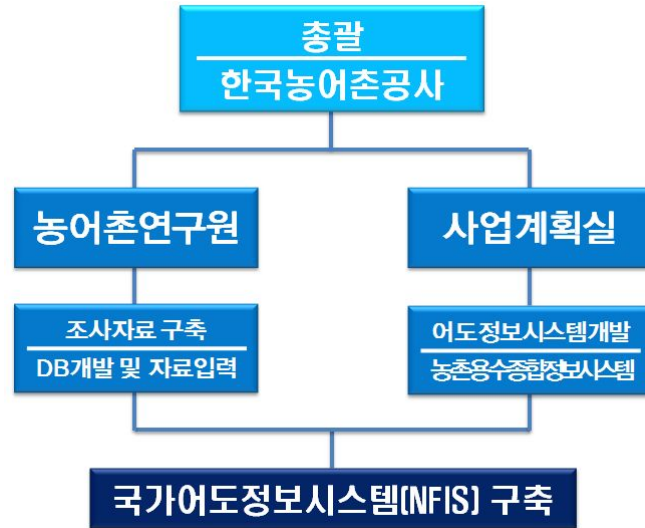 총괄
한국농어촌공사
농어촌연구원
사업계획실
조사자료 구축
DB개발 및 자료입력
어도정보시스템개발
농촌용수종합정보시스템
국가어도정보시스템(NFIS) 구축